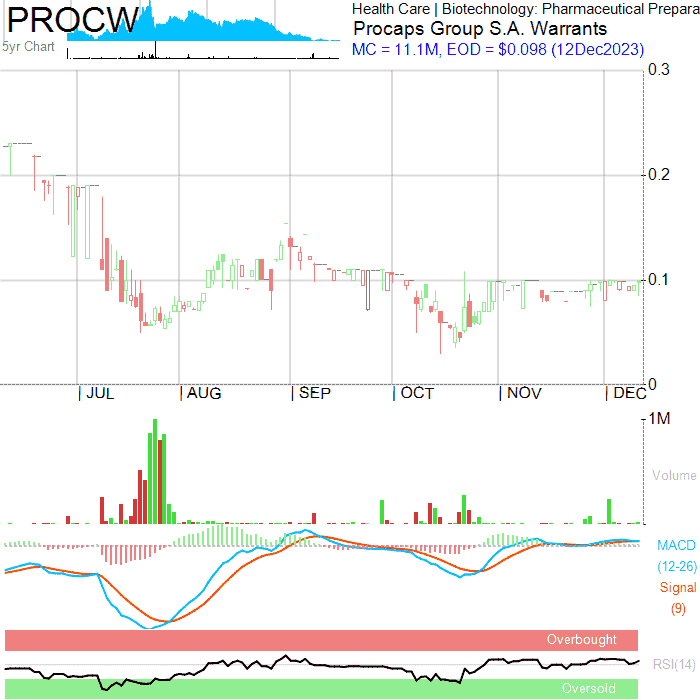 PROCW
Health Care | Biotechnology: Pharmaceutical Prepara
Procaps Group S.A. Warrants
5yr Chart
MC = 11.1M, EOD = $0.098 (12Dec2023)
0.3
0.2
0.1
0
| JUL | AUG | SEP | OCT | NOV | DEC
1M
Volume
MACD
(12-26)
Signal
(9)
Overbought
RSI(14)
Oversold